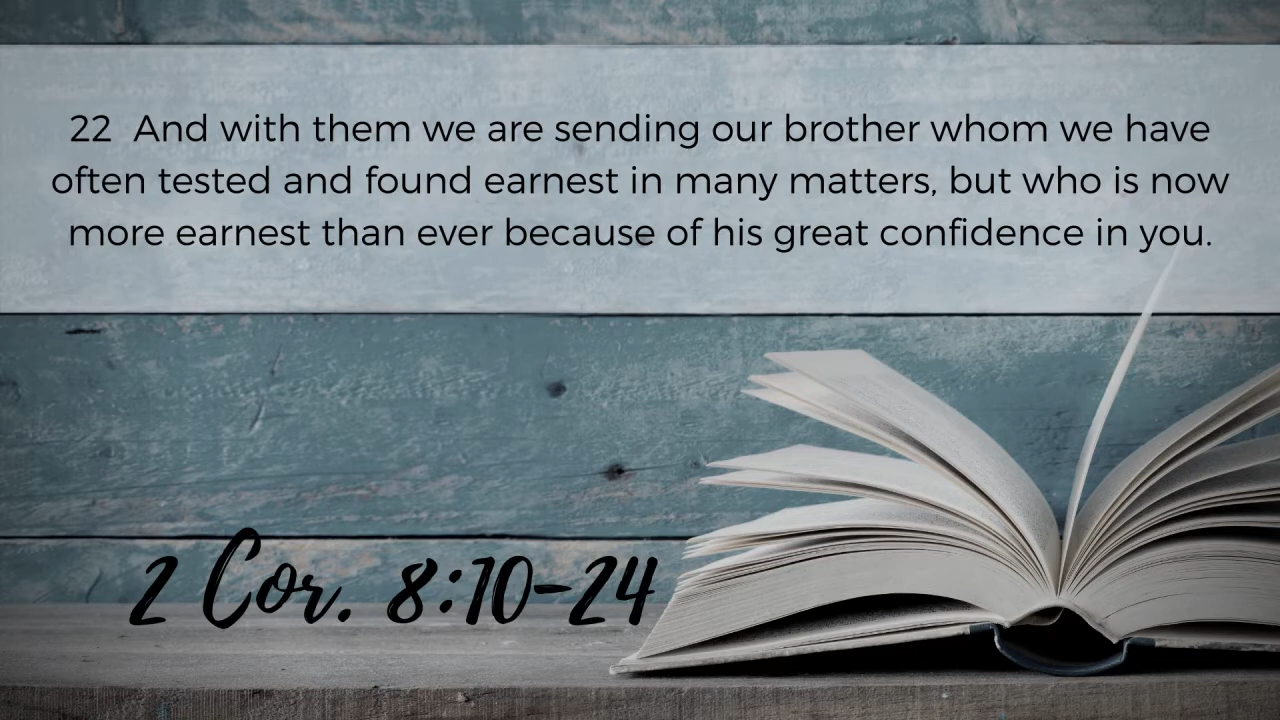 22  And with them we are sending our brother whom we have
often tested and found earnest in many matters, but who is now
more earnest than ever because of his great confidence in you.
2 Cor. 8:10-24